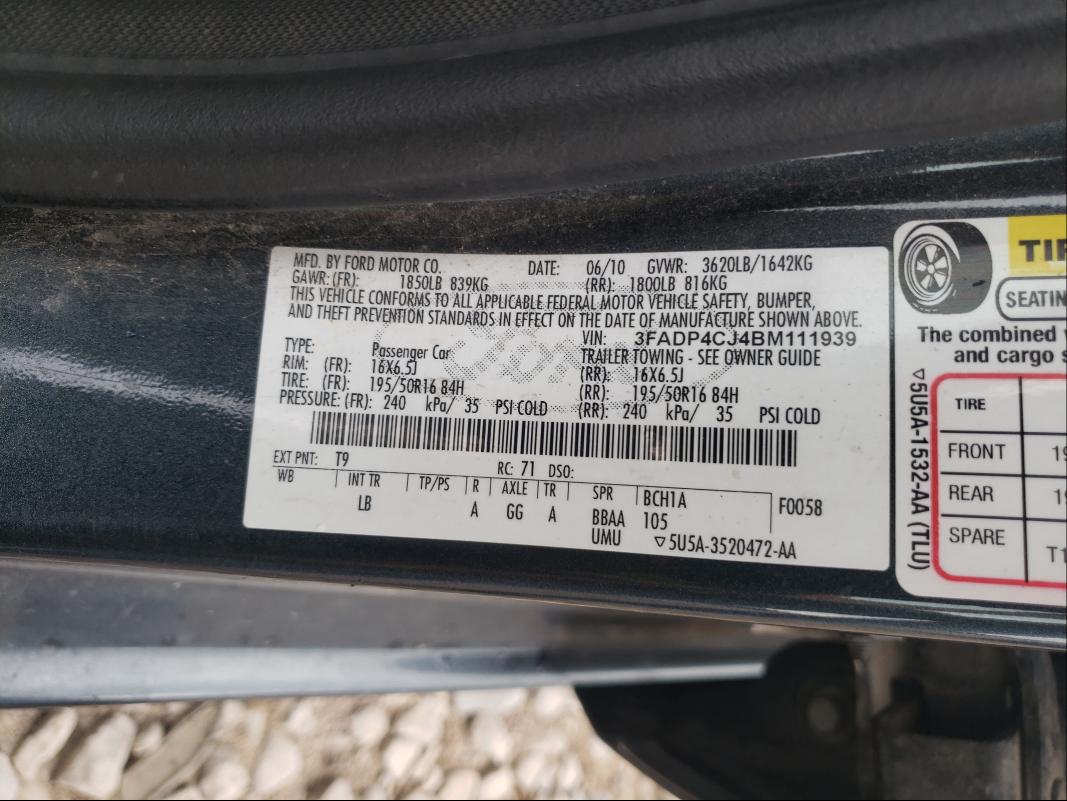 MFD. BY FORD MOTOR CO. DATE: 06/10 GVWR: 3620LB/1642KG
GAWR: (FR): 1850LB 839KG (RR): 1800LB 816KG
THIS VEHICLE CONFORMS TO ALL APPLICABLE FEDERAL MOTOR VEHICLE SAFETY, BUMPER,
AND THEFT PREVENTION STANDARDS IN EFFECT ON THE DATE OF MANUFACTURE SHOWN ABOVE.
VIN: 3FADP4CJ4BM111939
TYPE: Passenger Car TRAILER TOWING - SEE OWNER GUIDE
RIM: (FR): 16X6.5J (RR): 16X6.5J
TIRE: (FR): 195/50R16 84H (RR): 195/50R16 84H
PRESSURE: (FR): 240 kPa/ 35 PSI COLD (RR): 240 kPa/ 35 PSI COLD
EXT PNT: T9 RC: 71 DSO:
WB INT TR TP/PS R AXLE TR SPR BCH1A F0058
LB A GG A BBAA 105
UMU ▽5U5A-3520472-AA
TIR
SEATIN
The combined
and cargo s
▽5U5A-1532-AA (TLU)
TIRE
FRONT 19
REAR 19
SPARE T1